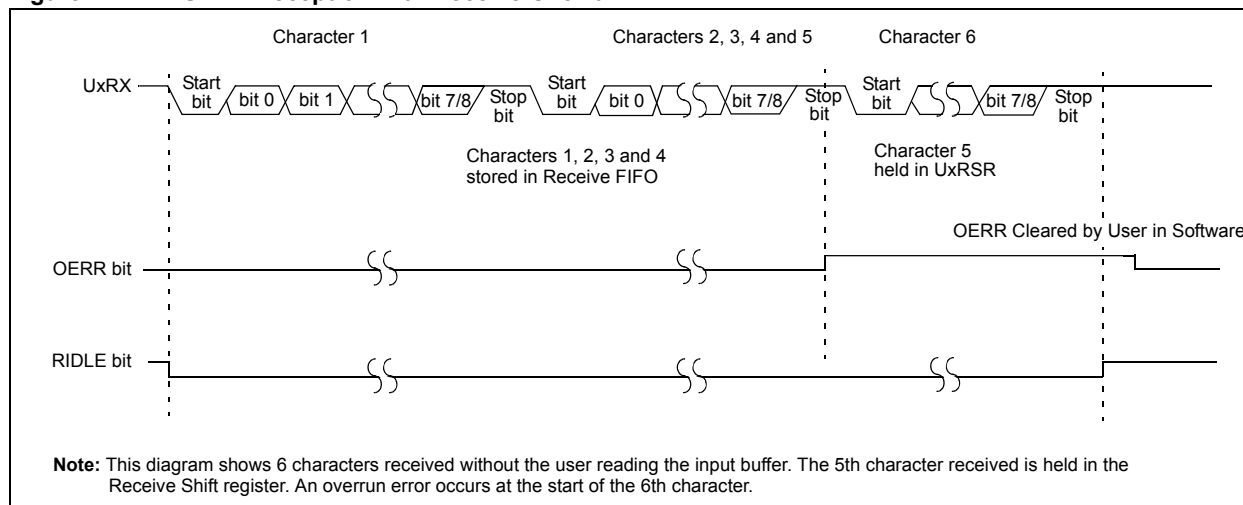 Character 1 Characters 2, 3, 4 and 5 Character 6
UxRX
Start bit bit 0 bit 1 bit 7/8 Stop bit Start bit bit 0 bit 7/8 Stop bit Start bit bit 7/8 Stop bit
Characters 1, 2, 3 and 4
stored in Receive FIFO
Character 5
held in UxRSR
OERR Cleared by User in Software
OERR bit
RIDLE bit
Note: This diagram shows 6 characters received without the user reading the input buffer. The 5th character received is held in the
Receive Shift register. An overrun error occurs at the start of the 6th character.